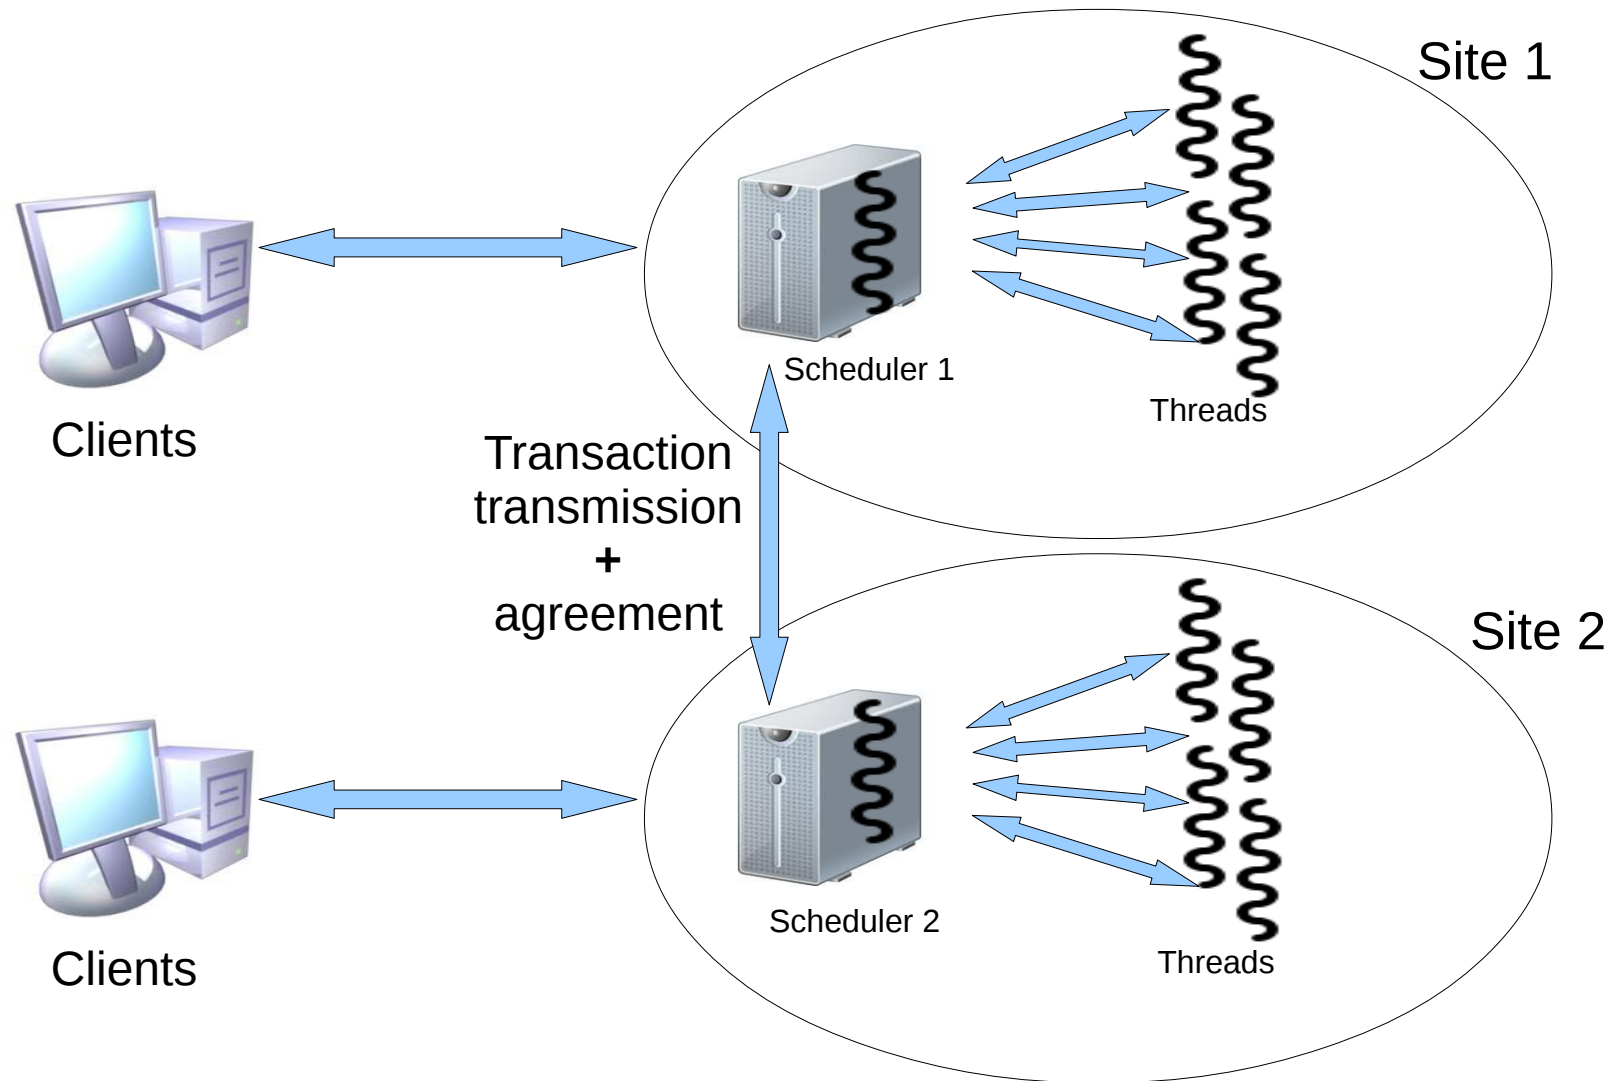 Site 1
Scheduler 1
Threads
Clients
Transaction
transmission
+
agreement
Site 2
Scheduler 2
Threads
Clients